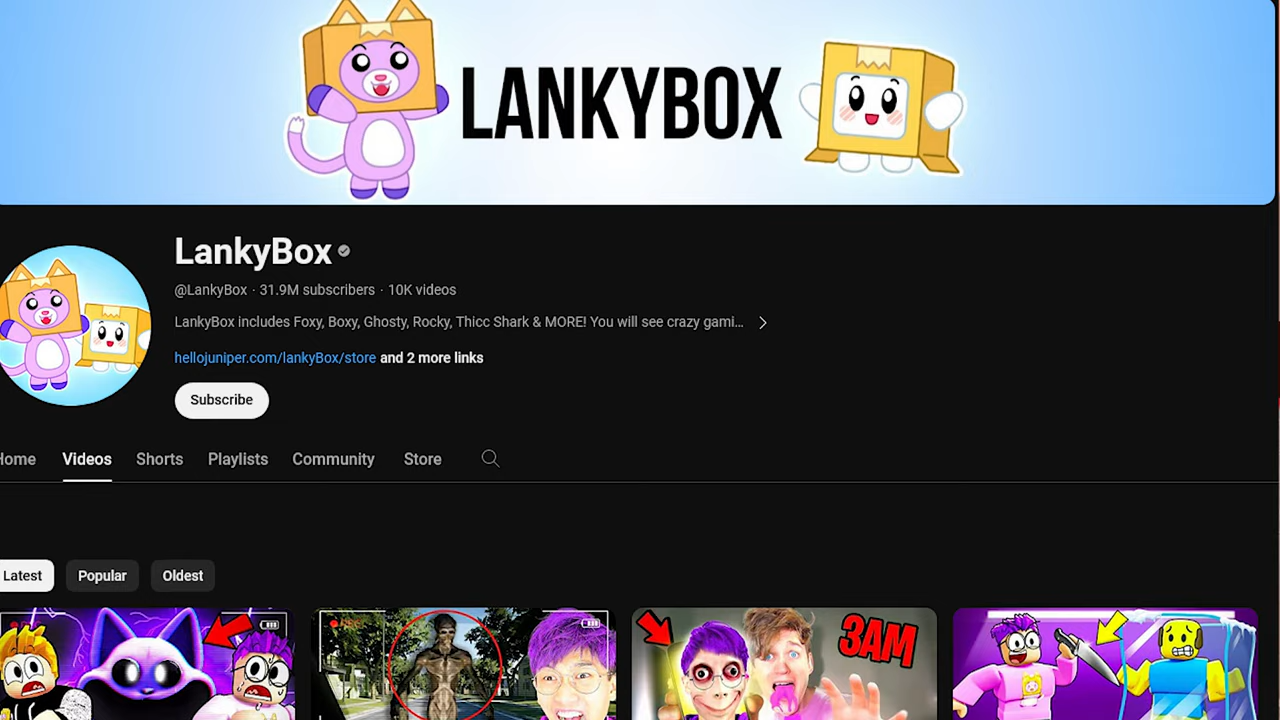 LANKYBOX
LankyBox
@LankyBox · 31.9M subscribers · 10K videos
LankyBox includes Foxy, Boxy, Ghosty, Rocky, Thicc Shark & MORE! You will see crazy gami...
hellojuniper.com/lankyBox/store and 2 more links
Subscribe
Home Videos Shorts Playlists Community Store
Latest Popular Oldest
3AM